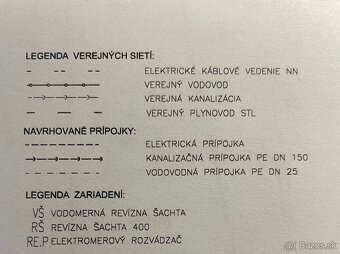 LEGENDA VEREJNÝCH SIETÍ:
ELEKTRICKÉ KÁBLOVÉ VEDENIE NN
VEREJNÝ VODOVOD
VEREJNÁ KANALIZÁCIA
VEREJNÝ PLYNOVOD STL
NAVRHOVANÉ PRÍPOJKY:
ELEKTRICKÁ PRÍPOJKA
KANALIZAČNÁ PRÍPOJKA PE DN 150
VODOVODNÁ PRÍPOJKA PE DN 25
LEGENDA ZARIADENÍ:
VŠ VODOMERNÁ REVÍZNA ŠACHTA
RŠ REVÍZNA ŠACHTA 400
RE.P ELEKTROMEROVÝ ROZVÁDZAČ
bazos.sk